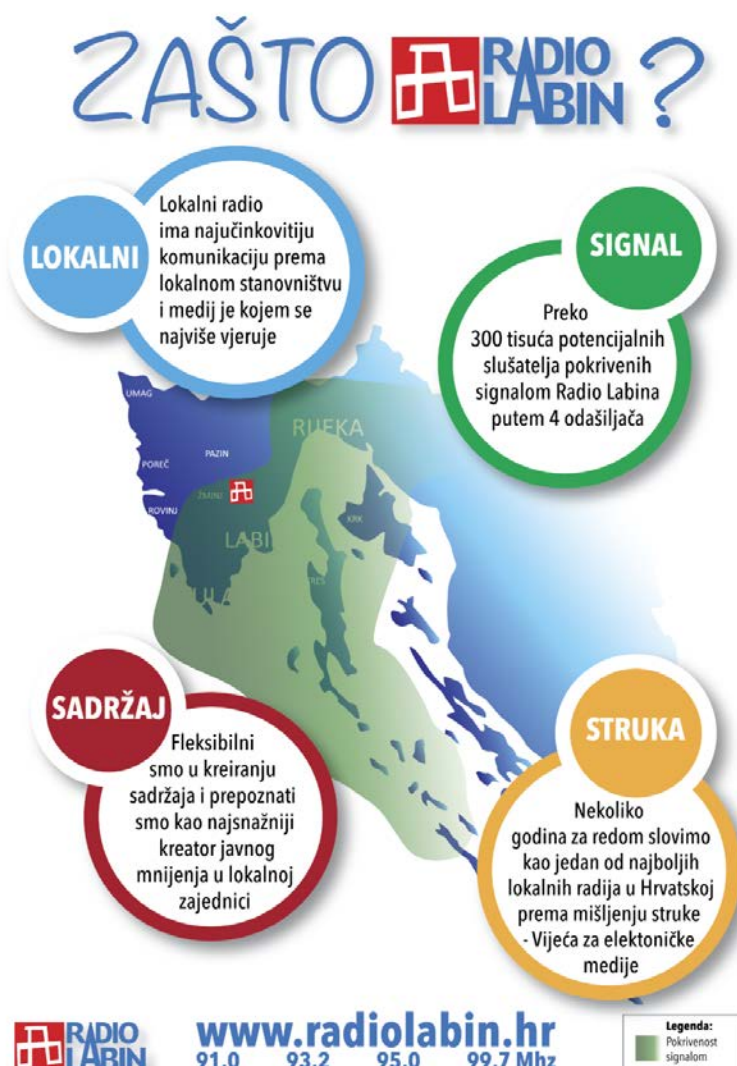 ZAŠTO RADIO LABIN ?
LOKALNI
Lokalni radio
ima najučinkovitiju
komunikaciju prema
lokalnom stanovništvu
i medij je kojem se
najviše vjeruje
SIGNAL
Preko
300 tisuća potencijalnih
slušatelja pokrivenih
signalom Radio Labina
putem 4 odašiljača
UMAG
RIJEKA
POREČ
PAZIN
ŽMINJ
ROVINJ
KRK
LABI
SADRŽAJ
Fleksibilni
smo u kreiranju
sadržaja i prepoznati
smo kao najsnažniji
kreator javnog
mnijenja u lokalnoj
zajednici
STRUKA
Nekoliko
godina za redom slovimo
kao jedan od najboljih
lokalnih radija u Hrvatskoj
prema mišljenju struke
- Vijeća za elektoničke
medije
RADIO
LABIN
www.radiolabin.hr
91.0 93.2 95.0 99.7 Mhz
Legenda:
Pokrivenost
signalom